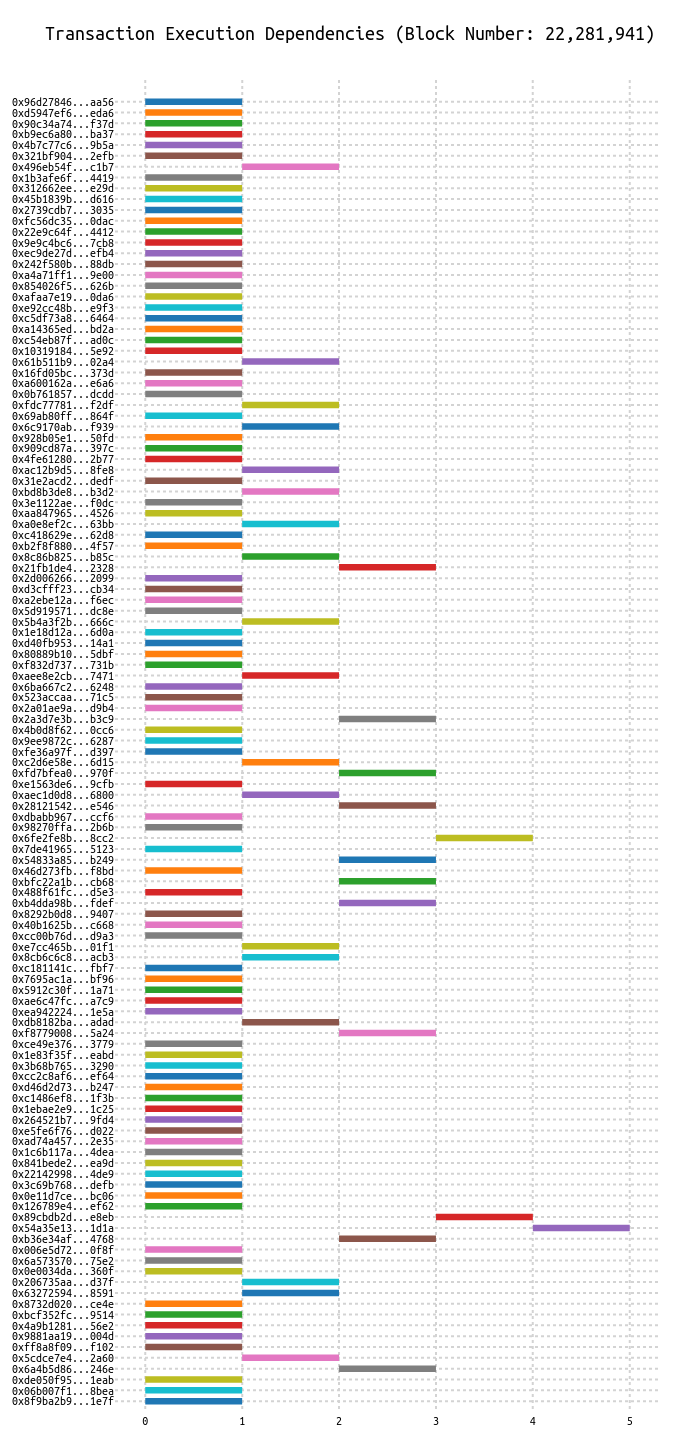 Transaction Execution Dependencies (Block Number: 22,281,941)
0x96d27846...aa56
0xd5947ef6...eda6
0x90c34a74...f37d
0xb9ec6a80...ba37
0x4b7c77c6...9b5a
0x321bf904...2efb
0x496eb54f...c1b7
0x1b3afe6f...4419
0x312662ee...e29d
0x45b1839b...d616
0x2739cdb7...3035
0xfc56dc35...0dac
0x22e9c64f...4412
0x9e9c4bc6...7cb8
0xec9de27d...efb4
0x242f580b...88db
0xa4a71ff1...9e00
0x854026f5...626b
0xafaa7e19...0da6
0xe92cc48b...e9f3
0xc5df73a8...6464
0xa14365ed...bd2a
0xc54eb87f...ad0c
0x10319184...5e92
0x61b511b9...02a4
0x16fd05bc...373d
0xa600162a...e6a6
0x0b761857...dcdd
0xfdc77781...f2df
0x69ab80ff...864f
0x6c9170ab...f939
0x928b05e1...50fd
0x909cd87a...397c
0x4fe61280...2b77
0xac12b9d5...8fe8
0x31e2acd2...dedf
0xbd8b3de8...b3d2
0x3e1122ae...f0dc
0xaa847965...4526
0xa0e8ef2c...63bb
0xc418629e...62d8
0xb2f8f880...4f57
0x8c86b825...b85c
0x21fb1de4...2328
0x2d006266...2099
0xd3cfff23...cb34
0xa2ebe12a...f6ec
0x5d919571...dc8e
0x5b4a3f2b...666c
0x1e18d12a...6d0a
0xd40fb953...14a1
0x80889b10...5dbf
0xf832d737...731b
0xaee8e2cb...7471
0x6ba667c2...6248
0x523accaa...71c5
0x2a01ae9a...d9b4
0x2a3d7e3b...b3c9
0x4b0d8f62...0cc6
0x9ee9872c...6287
0xfe36a97f...d397
0xc2d6e58e...6d15
0xfd7bfea0...970f
0xe1563de6...9cfb
0xaec1d0d8...6800
0x28121542...e546
0xdbabb967...ccf6
0x98270ffa...2b6b
0x6fe2fe8b...8cc2
0x7de41965...5123
0x54833a85...b249
0x46d273fb...f8bd
0xbfc22a1b...cb68
0x488f61fc...d5e3
0xb4dda98b...fdef
0x8292b0d8...9407
0x40b1625b...c668
0xcc00b76d...d9a3
0xe7cc465b...01f1
0x8cb6c6c8...acb3
0xc181141c...fbf7
0x7695ac1a...bf96
0x5912c30f...1a71
0xae6c47fc...a7c9
0xea942224...1e5a
0xdb8182ba...adad
0xf8779008...5a24
0xce49e376...3779
0x1e83f35f...eabd
0x3b68b765...3290
0xcc2c8af6...ef64
0xd46d2d73...b247
0xc1486ef8...1f3b
0x1ebae2e9...1c25
0x264521b7...9fd4
0xe5fe6f76...d022
0xad74a457...2e35
0x1c6b117a...4dea
0x841bede2...ea9d
0x22142998...4de9
0x3c69b768...defb
0x0e11d7ce...bc06
0x126789e4...ef62
0x89cbdb2d...e8eb
0x54a35e13...1d1a
0xb36e34af...4768
0x006e5d72...0f8f
0x6a573570...75e2
0x0e0034da...360f
0x206735aa...d37f
0x63272594...8591
0x8732d020...ce4e
0xbcf352fc...9514
0x4a9b1281...56e2
0x9881aa19...004d
0xff8a8f09...f102
0x5cdce7e4...2a60
0x6a4b5d86...246e
0xde050f95...1eab
0x06b007f1...8bea
0x8f9ba2b9...1e7f
0 1 2 3 4 5